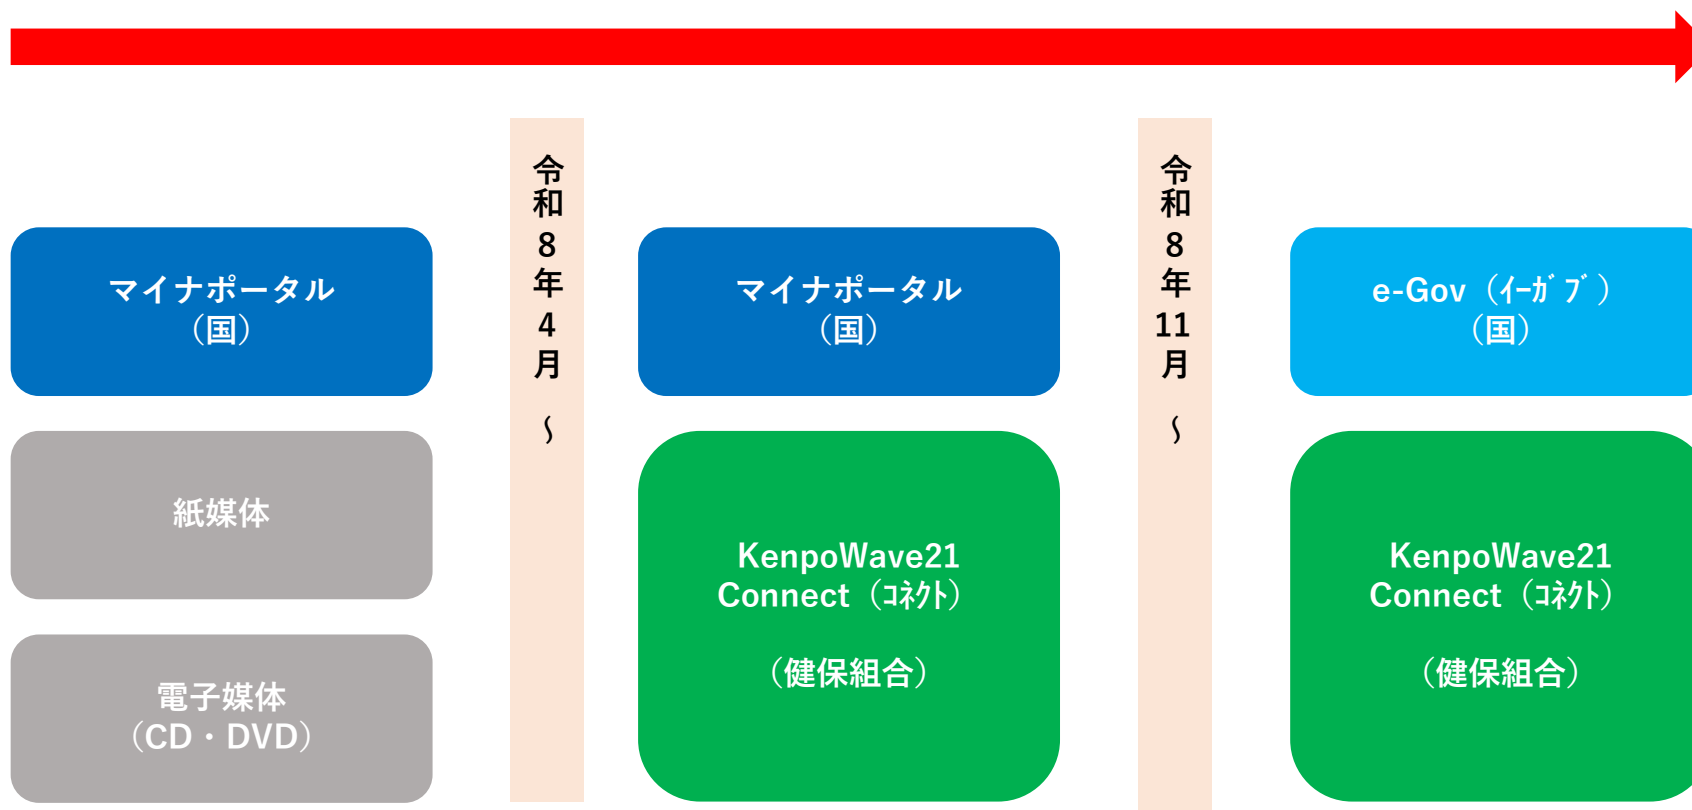 マイナポータル
（国）
紙媒体
電子媒体
（CD・DVD）
令和8年4月 ～
マイナポータル
（国）
KenpoWave21
Connect（ｺﾈｸﾄ）
（健保組合）
令和8年11月 ～
e-Gov（ｲｰｶﾞﾌﾞ）
（国）
KenpoWave21
Connect（ｺﾈｸﾄ）
（健保組合）